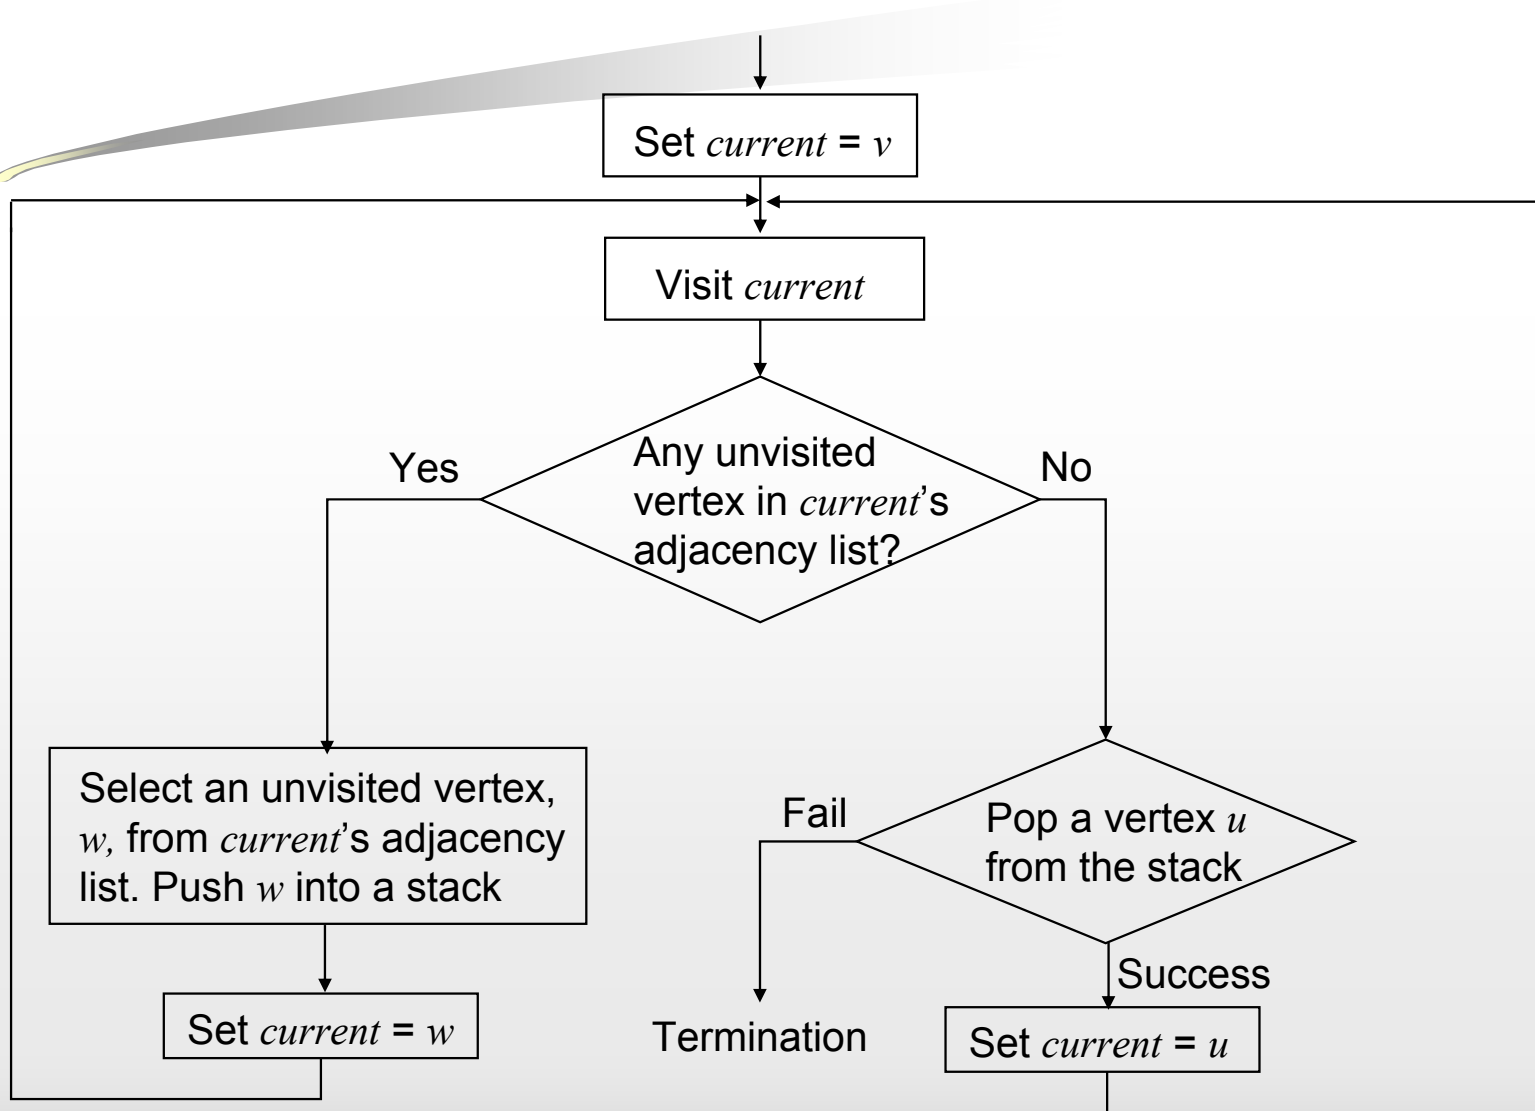 Set current = v
Visit current
Any unvisited
vertex in current's
adjacency list?
Yes
No
Select an unvisited vertex,
w, from current's adjacency
list. Push w into a stack
Set current = w
Fail
Pop a vertex u
from the stack
Success
Termination
Set current = u